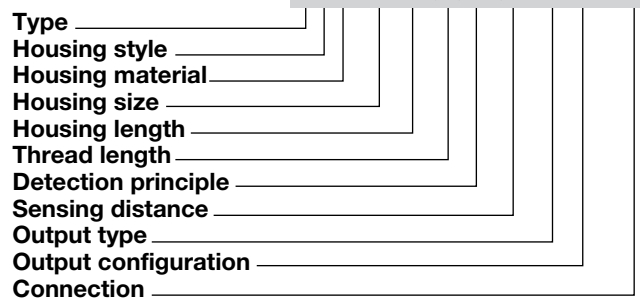 Type
Housing style
Housing material
Housing size
Housing length
Thread length
Detection principle
Sensing distance
Output type
Output configuration
Connection